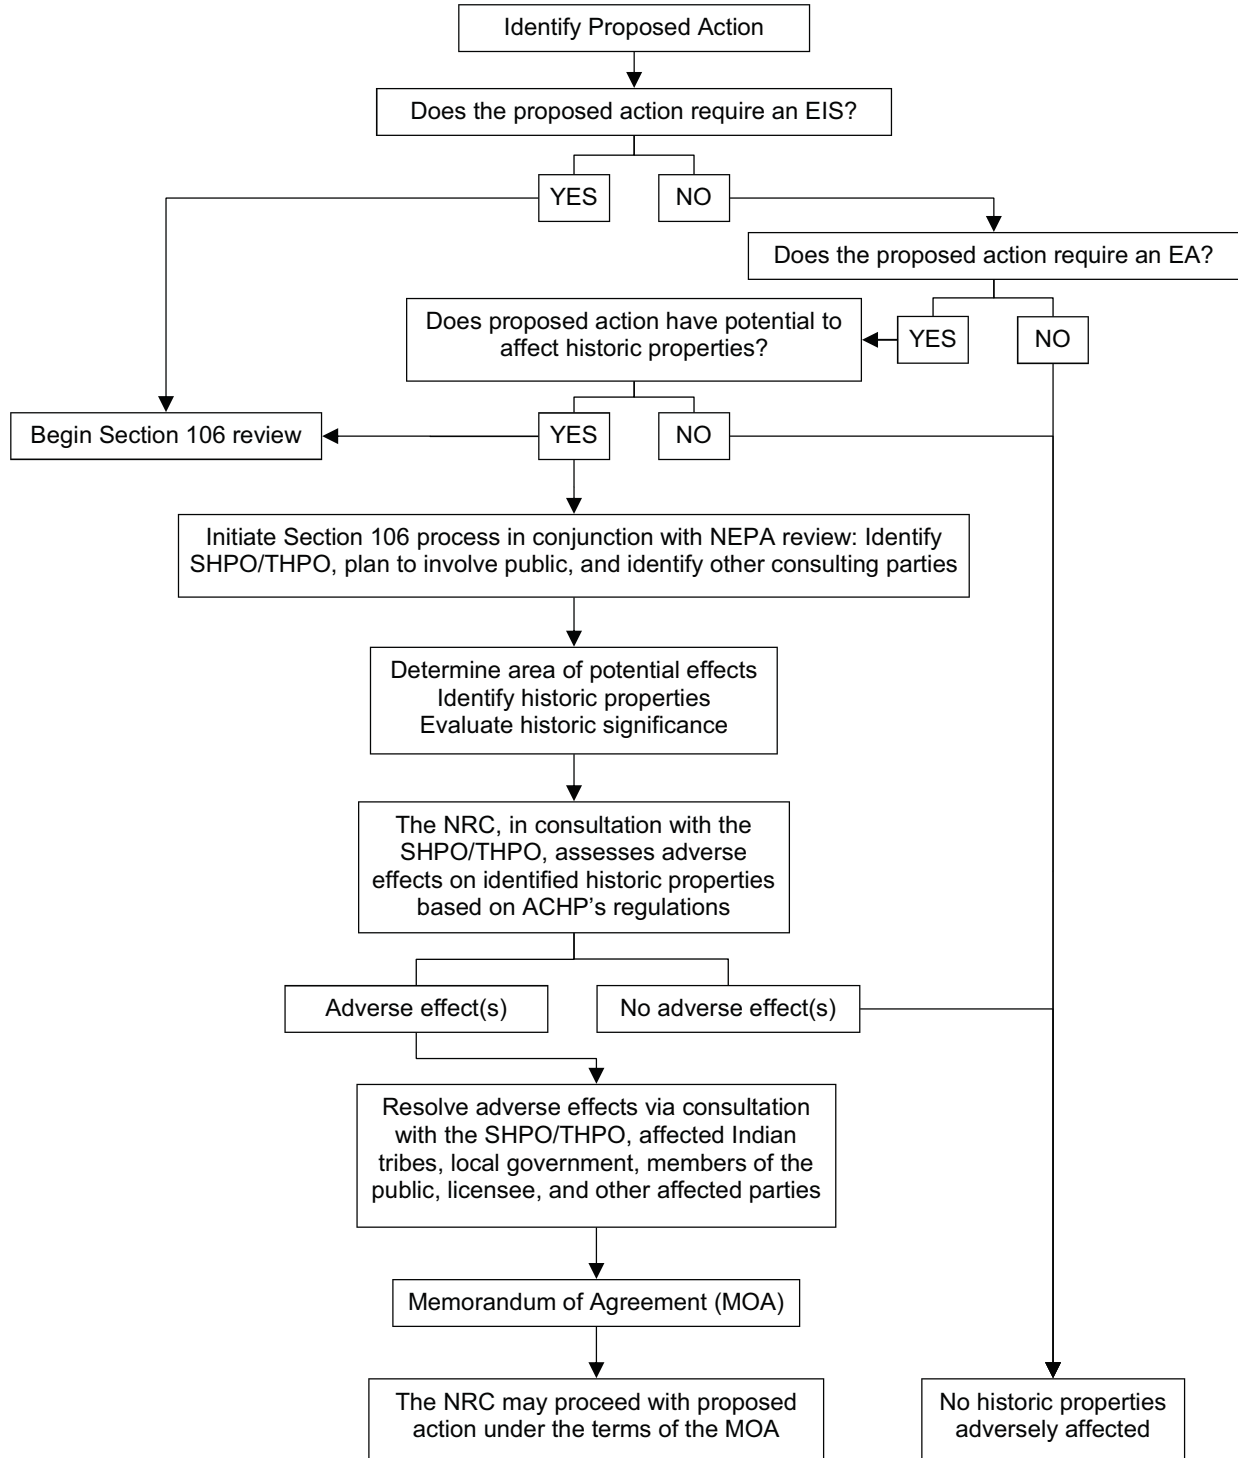 Identify Proposed Action
Does the proposed action require an EIS?
YES
NO
Does the proposed action require an EA?
Does proposed action have potential to
affect historic properties?
YES
NO
Begin Section 106 review
YES
NO
Initiate Section 106 process in conjunction with NEPA review: Identify
SHPO/THPO, plan to involve public, and identify other consulting parties
Determine area of potential effects
Identify historic properties
Evaluate historic significance
The NRC, in consultation with the
SHPO/THPO, assesses adverse
effects on identified historic properties
based on ACHP's regulations
Adverse effect(s)
No adverse effect(s)
Resolve adverse effects via consultation
with the SHPO/THPO, affected Indian
tribes, local government, members of the
public, licensee, and other affected parties
Memorandum of Agreement (MOA)
The NRC may proceed with proposed
action under the terms of the MOA
No historic properties
adversely affected